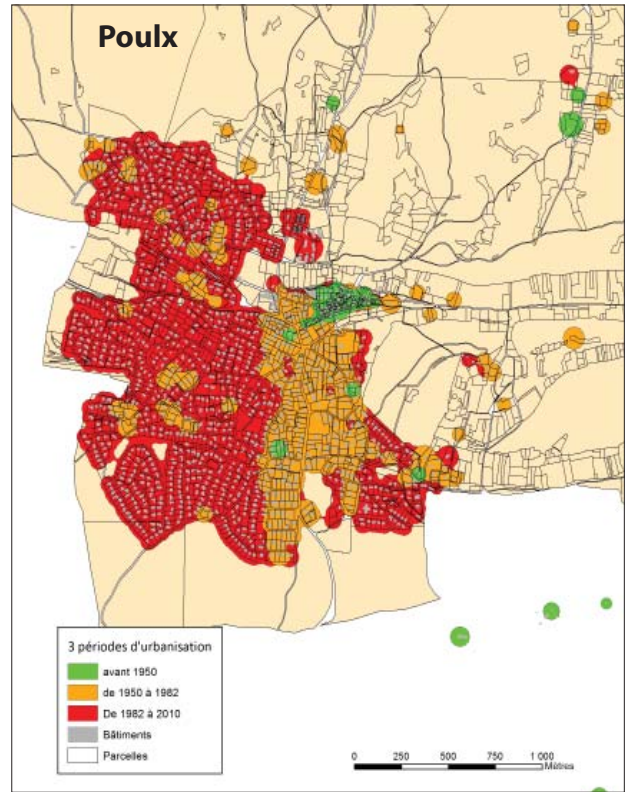 Poulx
3 périodes d'urbanisation
avant 1950
de 1950 à 1982
De 1982 à 2010
Bâtiments
Parcelles
0 250 500 750 1 000
Mètres